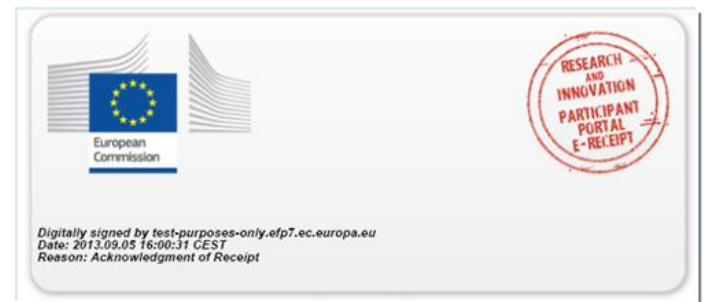 European
Commission
RESEARCH
AND
INNOVATION
PARTICIPANT
PORTAL
E-RECEIPT
Digitally signed by test-purposes-only.efp7.ec.europa.eu
Date: 2013.09.05 16:00:31 CEST
Reason: Acknowledgment of Receipt